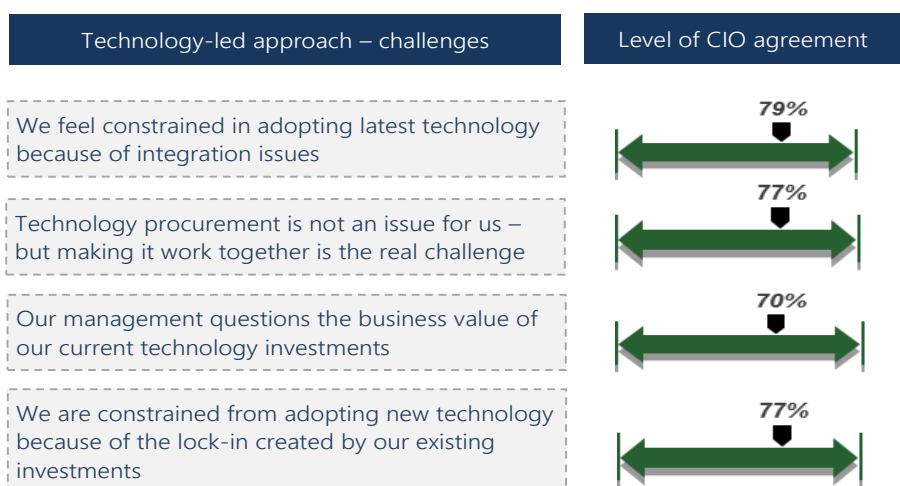 Technology-led approach – challenges
Level of CIO agreement
We feel constrained in adopting latest technology
because of integration issues
79%
Technology procurement is not an issue for us –
but making it work together is the real challenge
77%
Our management questions the business value of
our current technology investments
70%
We are constrained from adopting new technology
because of the lock-in created by our existing
investments
77%